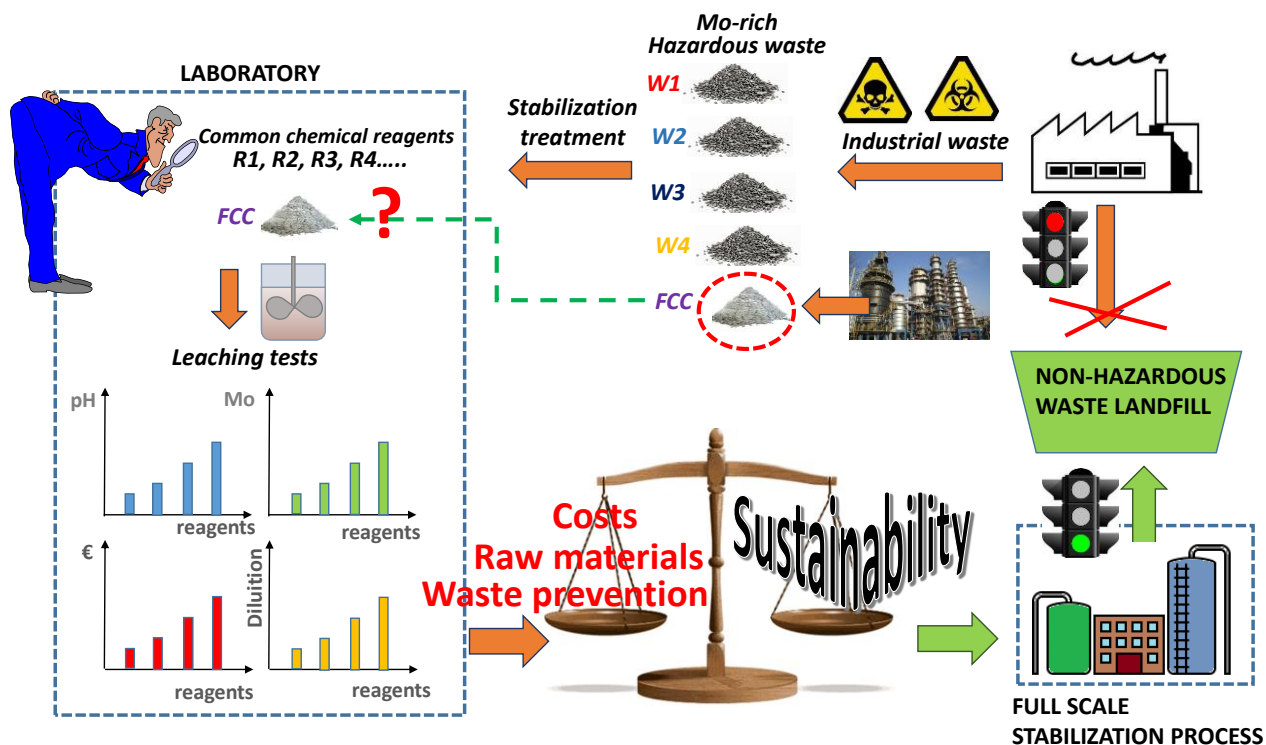 LABORATORY
Common chemical reagents
R1, R2, R3, R4.....
FCC
?
Leaching tests
pH
reagents
Mo
reagents
€
reagents
Diluition
reagents
Stabilization
treatment
Mo-rich
Hazardous waste
W1
W2
W3
W4
FCC
Industrial waste
NON-HAZARDOUS
WASTE LANDFILL
Costs
Raw materials
Waste prevention
Sustainability
FULL SCALE
STABILIZATION PROCESS